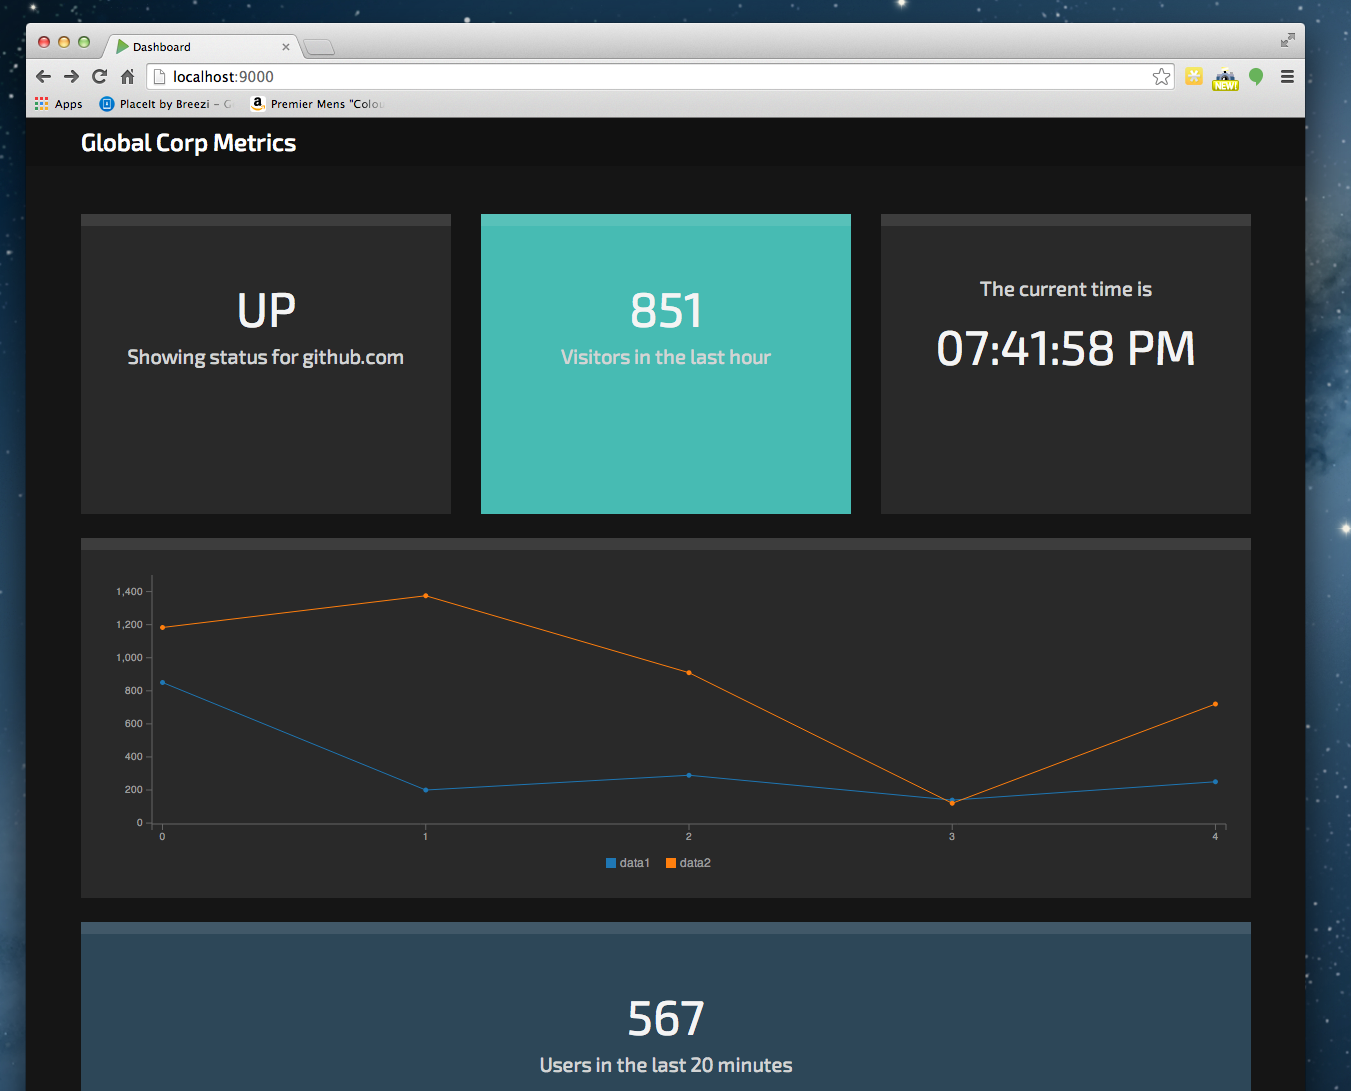 Dashboard
localhost:9000
Apps
PlaceIt by Breezi – G
Premier Mens "Colou
NEW!
Global Corp Metrics
UP
Showing status for github.com
851
Visitors in the last hour
The current time is
07:41:58 PM
1,400
1,200
1,000
800
600
400
200
0
0 1 2 3 4
data1 data2
567
Users in the last 20 minutes